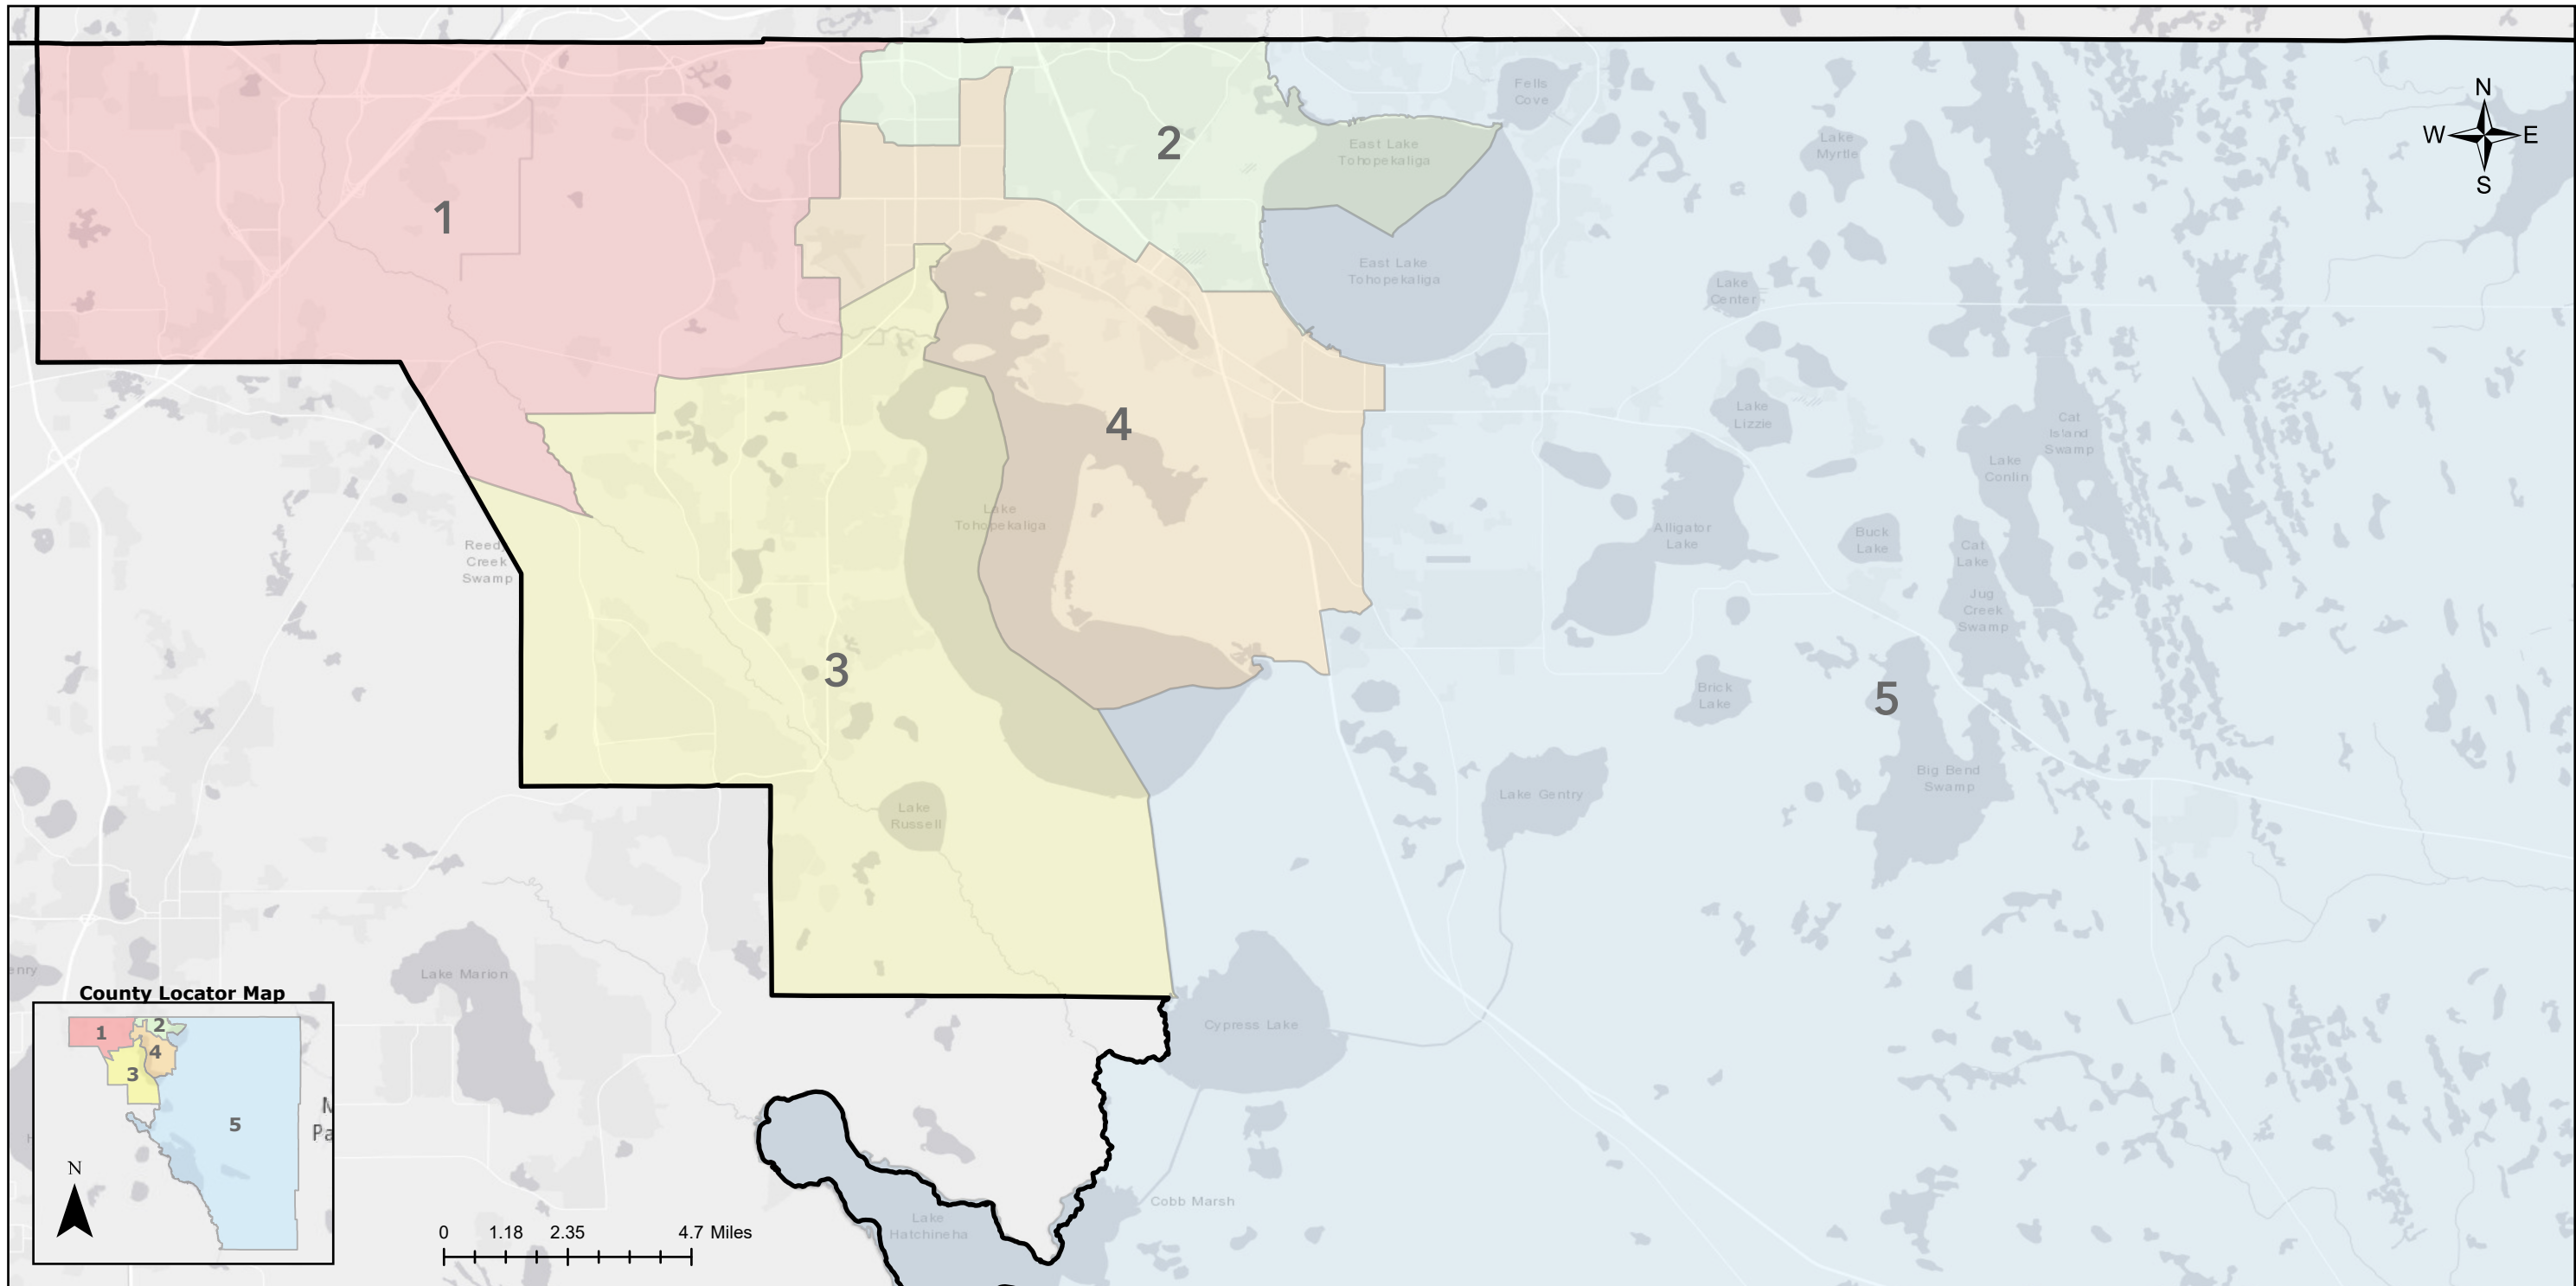 Fells
Cove
N
W
E
S
2
East Lake
Tohopekaliga
Lake
Myrtle
1
East Lake
Tohopekaliga
Lake
Center
4
Lake
Lizzie
Cat
Island
Swamp
Lake
Conlin
Lake
Tohopekaliga
Alligator
Lake
Buck
Lake
Cat
Lake
Reedy
Creek
Swamp
Jug
Creek
Swamp
3
5
Brick
Lake
Big Bend
Swamp
Lake Gentry
Lake
Russell
enry
Lake Marion
County Locator Map
1
2
4
3
5
N
Cypress Lake
Cobb Marsh
Lake
Hatchineha
0 1.18 2.35 4.7 Miles